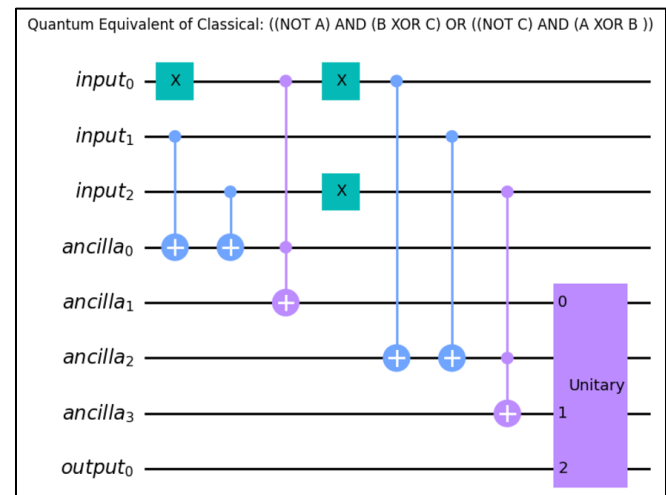 Quantum Equivalent of Classical: ((NOT A) AND (B XOR C) OR ((NOT C) AND (A XOR B ))
input0 X X
input1
input2 X
ancilla0
ancilla1 0
ancilla2
Unitary
ancilla3 1
output0 2